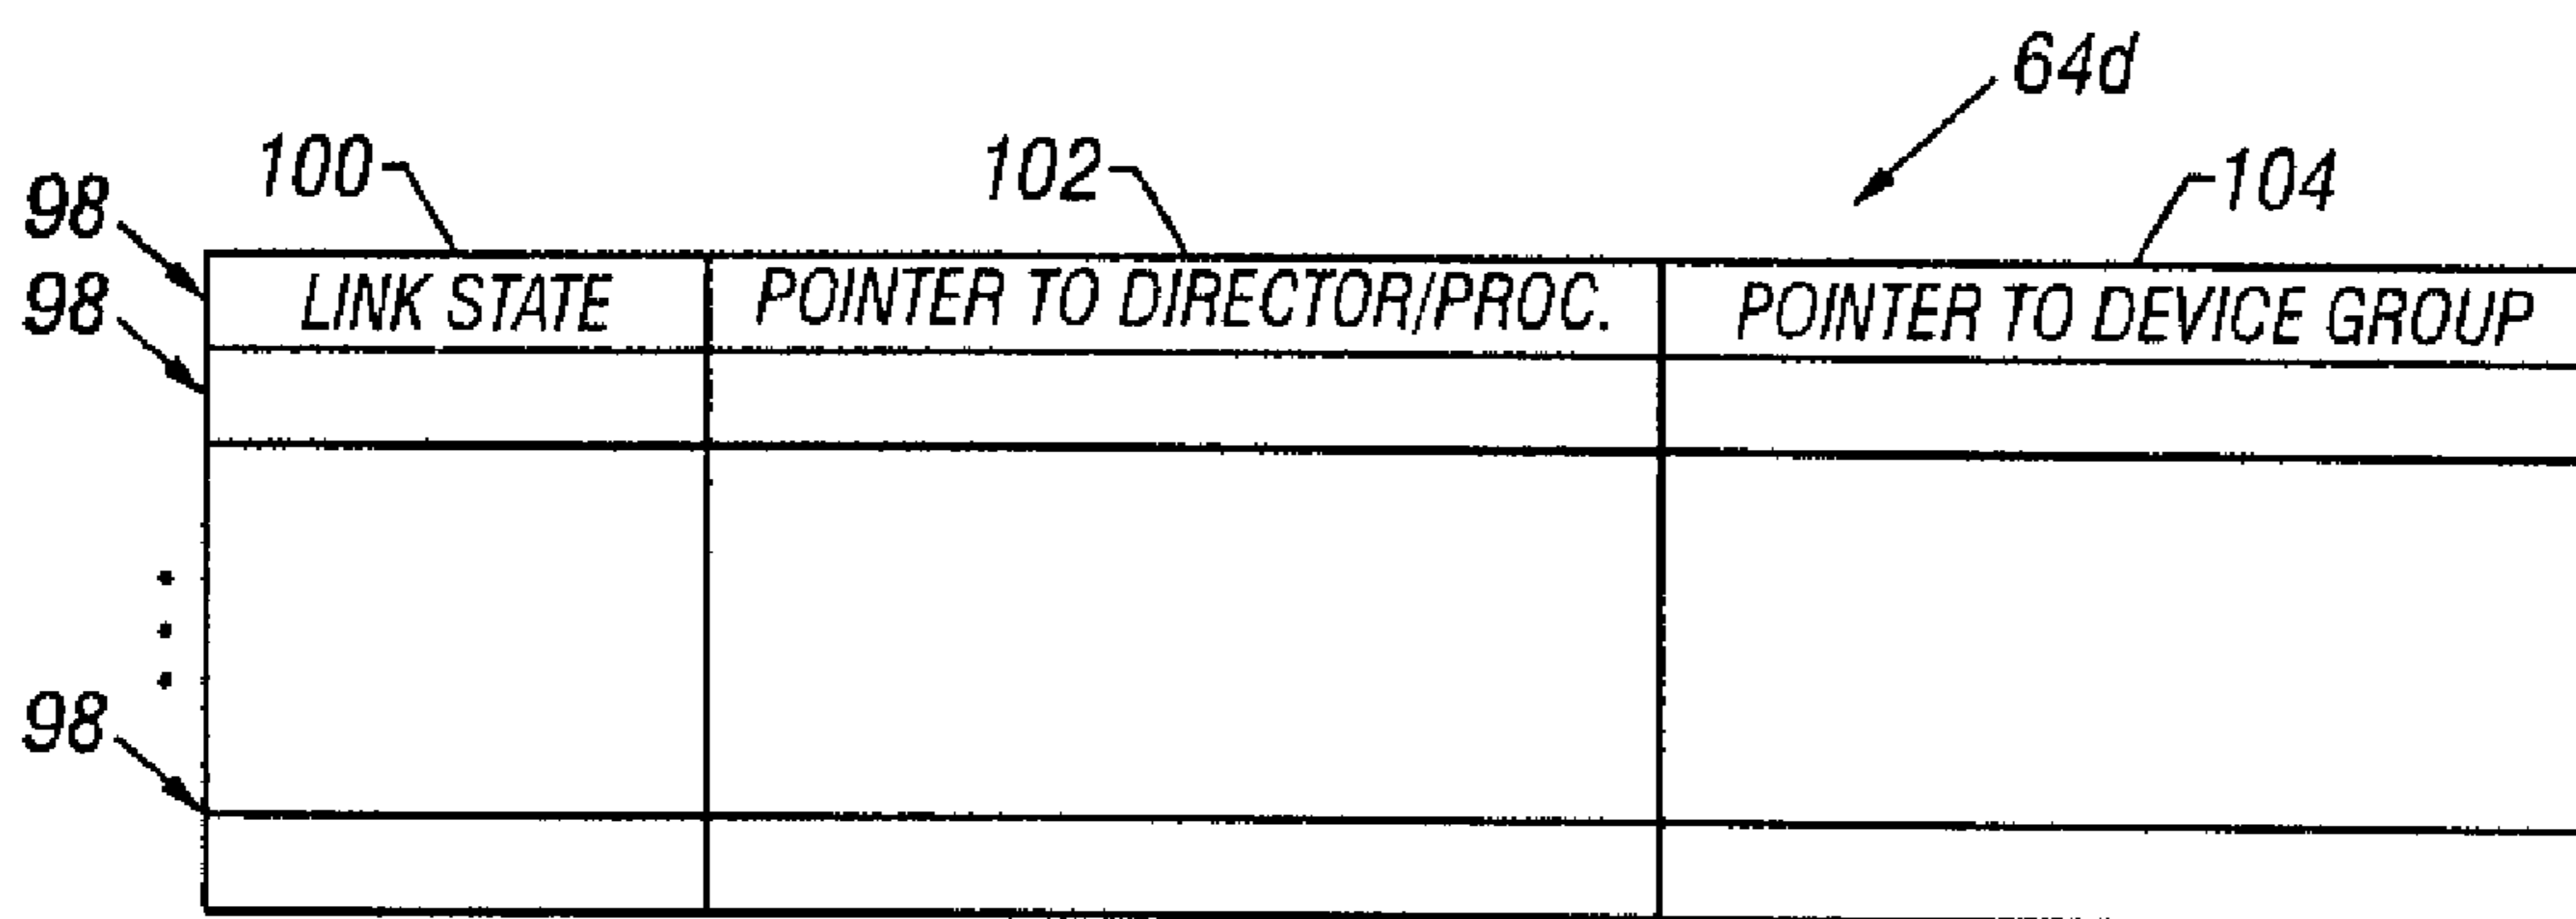 64d
100
102
104
98
LINK STATE
POINTER TO DIRECTOR/PROC.
POINTER TO DEVICE GROUP
98
98